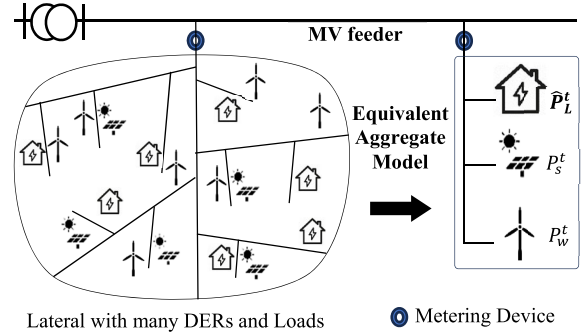 MV feeder
Equivalent
Aggregate
Model
P̂_L^t
P_s^t
P_w^t
Lateral with many DERs and Loads
Metering Device